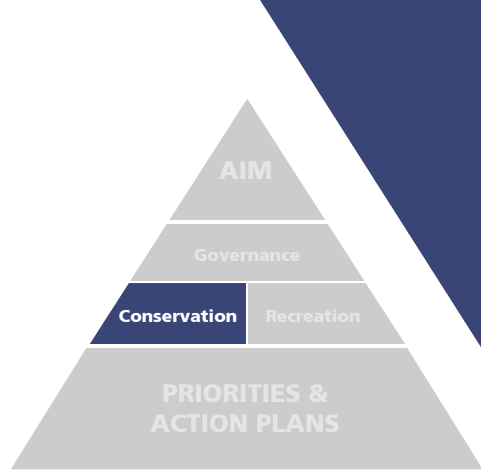 AIM
Governance
Conservation
Recreation
PRIORITIES &
ACTION PLANS